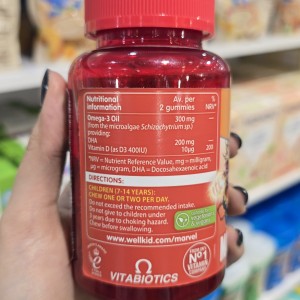 Nutritional Av. per
information 2 gummies NRV*
Omega-3 Oil 300 mg —
(from the microalgae Schizochytrium sp.)
providing:
DHA 200 mg —
Vitamin D (as D3 400IU) 10µg 200
*NRV = Nutrient Reference Value, mg = milligram,
µg = microgram, DHA = Docosahexaenoic acid
DIRECTIONS:
CHILDREN (7-14 YEARS):
CHEW ONE OR TWO PER DAY.
Do not exceed the recommended intake.
Do not give to children under
3 years due to choking hazard.
Chew before swallowing.
www.wellkid.com/marvel
No1
VITAMIN
VITABIOTICS